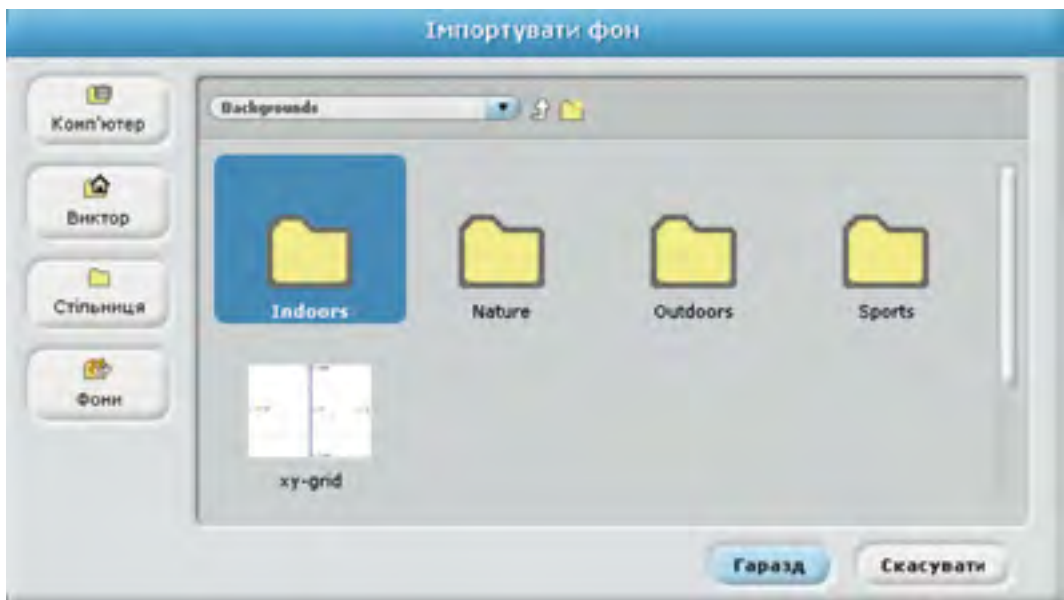 Імпортувати фон
Комп'ютер
Виктор
Стільниця
Фони
Backgrounds
Indoors
Nature
Outdoors
Sports
xy-grid
Гаразд
Скасувати